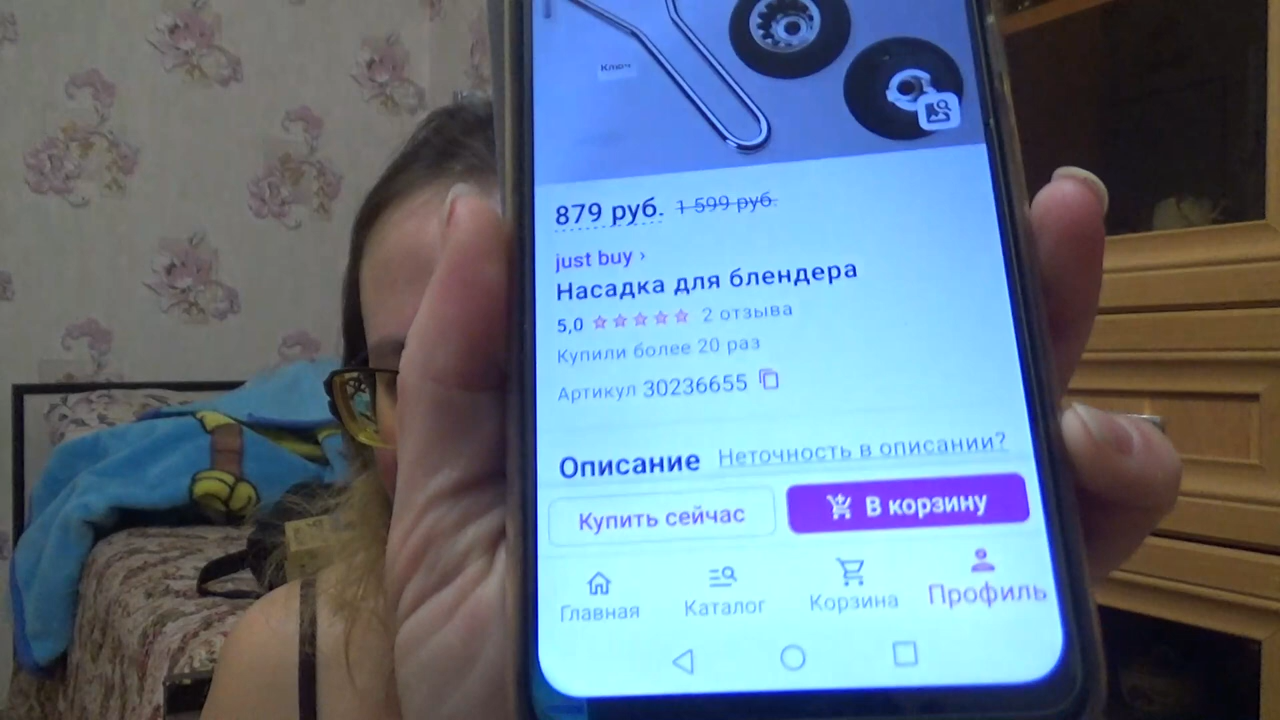 Ключ
879 руб. 1 599 руб.
just buy ›
Насадка для блендера
5,0 2 отзыва
Купили более 20 раз
Артикул 30236655
Описание Неточность в описании?
Купить сейчас В корзину
Главная Каталог Корзина Профиль